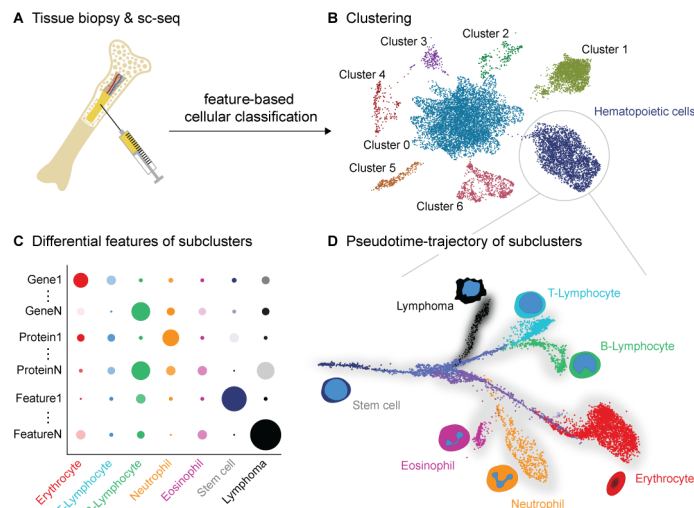 A Tissue biopsy & sc-seq
feature-based
cellular classification
B Clustering
Cluster 3
Cluster 2
Cluster 1
Cluster 4
Hematopoietic cells
Cluster 0
Cluster 5
Cluster 6
C Differential features of subclusters
Gene1
GeneN
Protein1
ProteinN
Feature1
FeatureN
Erythrocyte
T-Lymphocyte
B-Lymphocyte
Neutrophil
Eosinophil
Stem cell
Lymphoma
D Pseudotime-trajectory of subclusters
Lymphoma
T-Lymphocyte
B-Lymphocyte
Stem cell
Eosinophil
Neutrophil
Erythrocyte